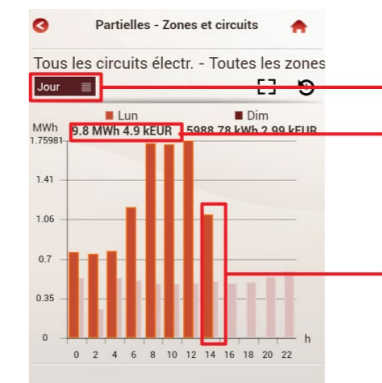 Partielles - Zones et circuits
Tous les circuits électr. - Toutes les zones
Jour
Lun Dim
MWh 9.8 MWh 4.9 kEUR , 5988.78 kWh 2.99 kEUR
1.75981
1.41
1.06
0.7
0.35
0 h
0 2 4 6 8 10 12 14 16 18 20 22